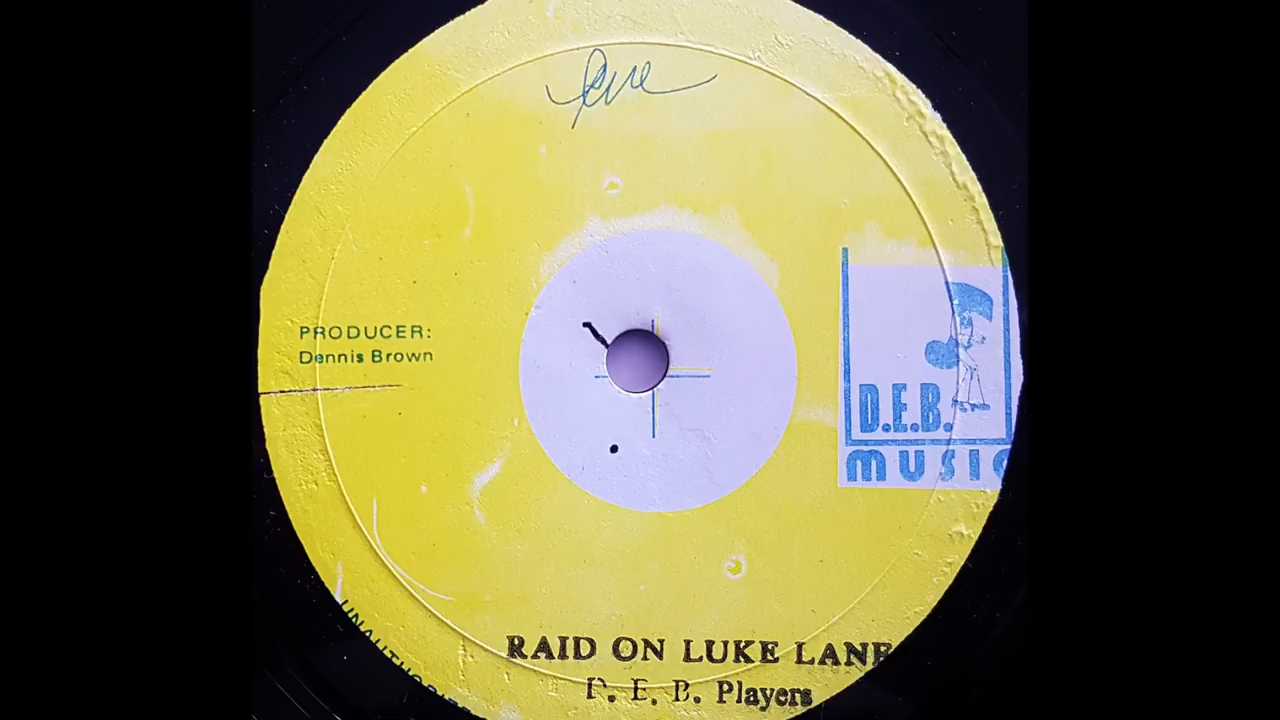 PRODUCER:
Dennis Brown
D.E.B.
MUSIC
RAID ON LUKE LANE
D. E. B. Players